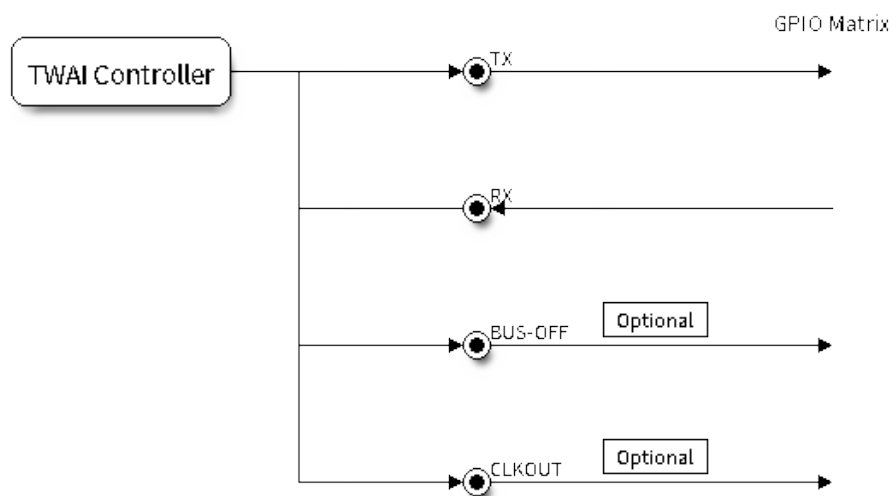 GPIO Matrix
TWAI Controller
TX
RX
BUS-OFF
Optional
CLKOUT
Optional